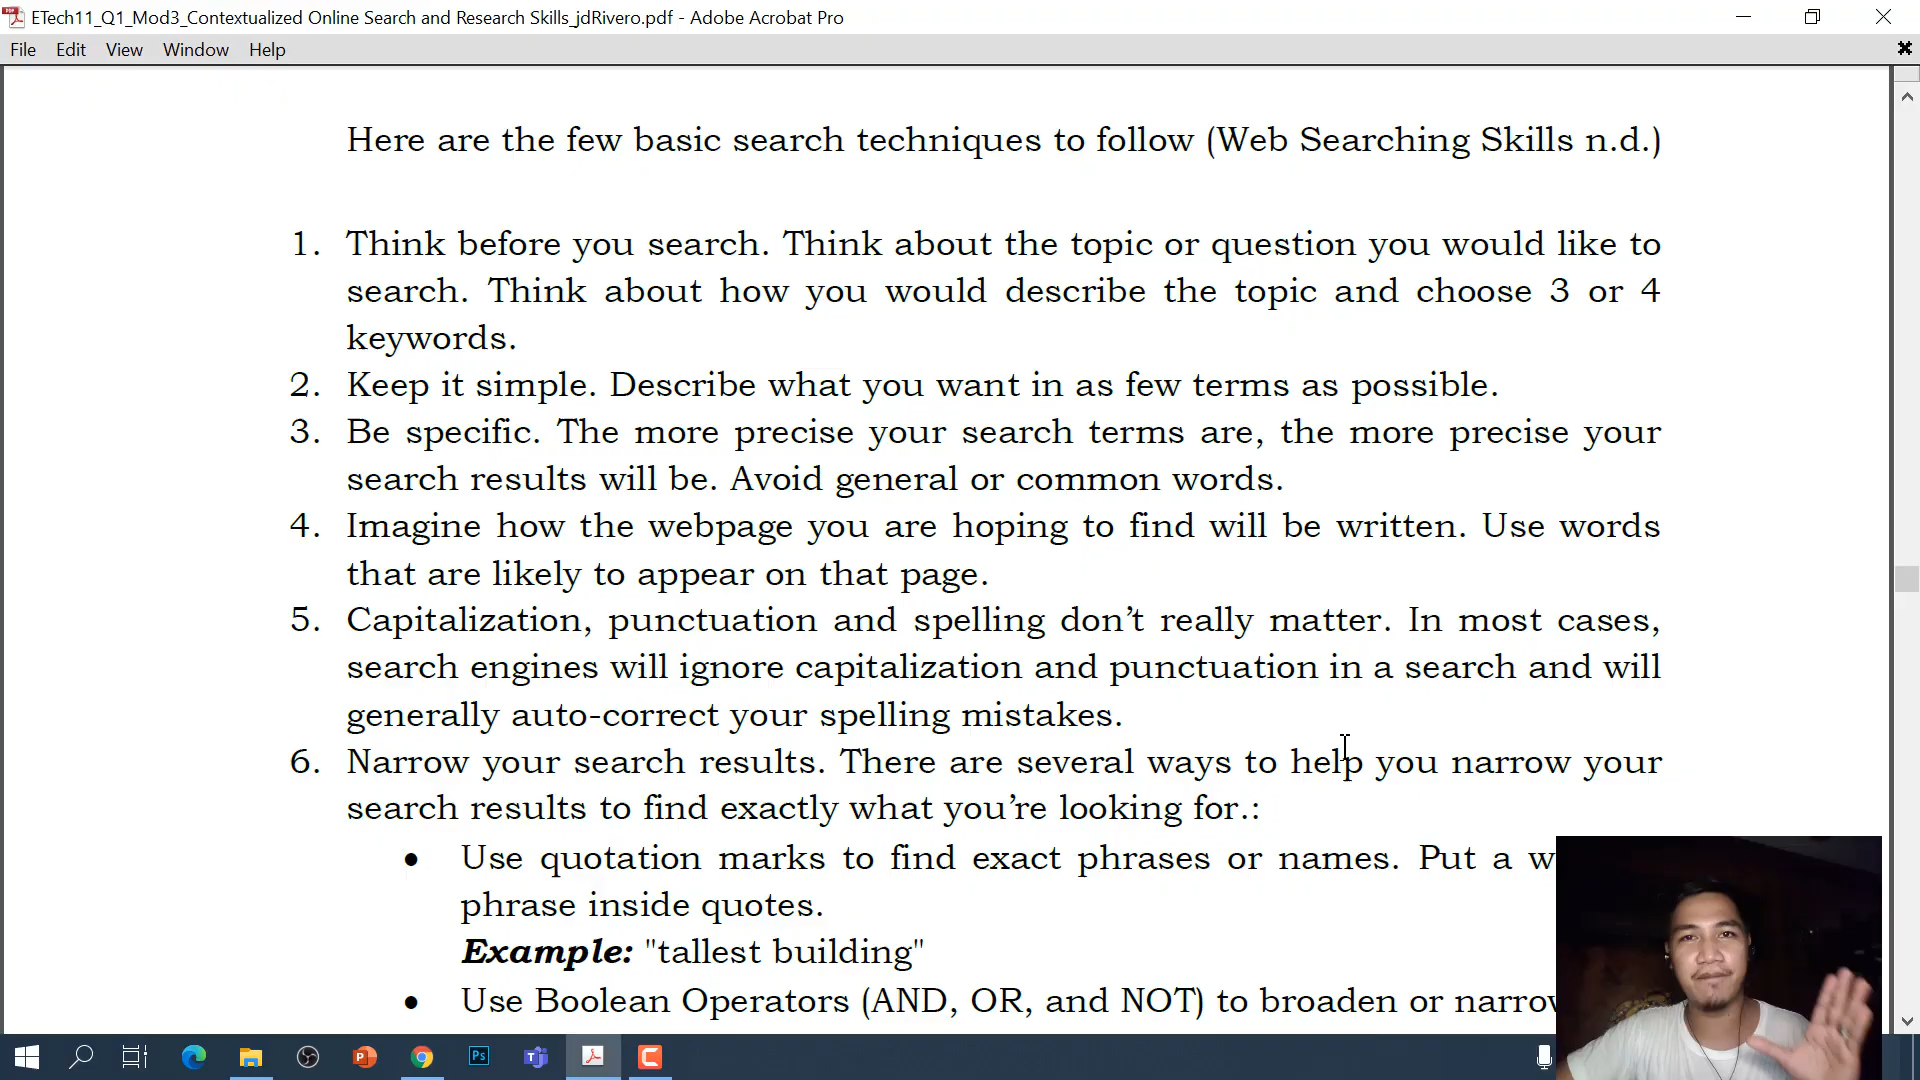 ETech11_Q1_Mod3_Contextualized Online Search and Research Skills_jdRivero.pdf - Adobe Acrobat Pro
File Edit View Window Help
Here are the few basic search techniques to follow (Web Searching Skills n.d.)
1. Think before you search. Think about the topic or question you would like to
search. Think about how you would describe the topic and choose 3 or 4
keywords.
2. Keep it simple. Describe what you want in as few terms as possible.
3. Be specific. The more precise your search terms are, the more precise your
search results will be. Avoid general or common words.
4. Imagine how the webpage you are hoping to find will be written. Use words
that are likely to appear on that page.
5. Capitalization, punctuation and spelling don’t really matter. In most cases,
search engines will ignore capitalization and punctuation in a search and will
generally auto-correct your spelling mistakes.
6. Narrow your search results. There are several ways to help you narrow your
search results to find exactly what you’re looking for.:
• Use quotation marks to find exact phrases or names. Put a
phrase inside quotes.
Example: "tallest building"
• Use Boolean Operators (AND, OR, and NOT) to broaden or narrow
Ps